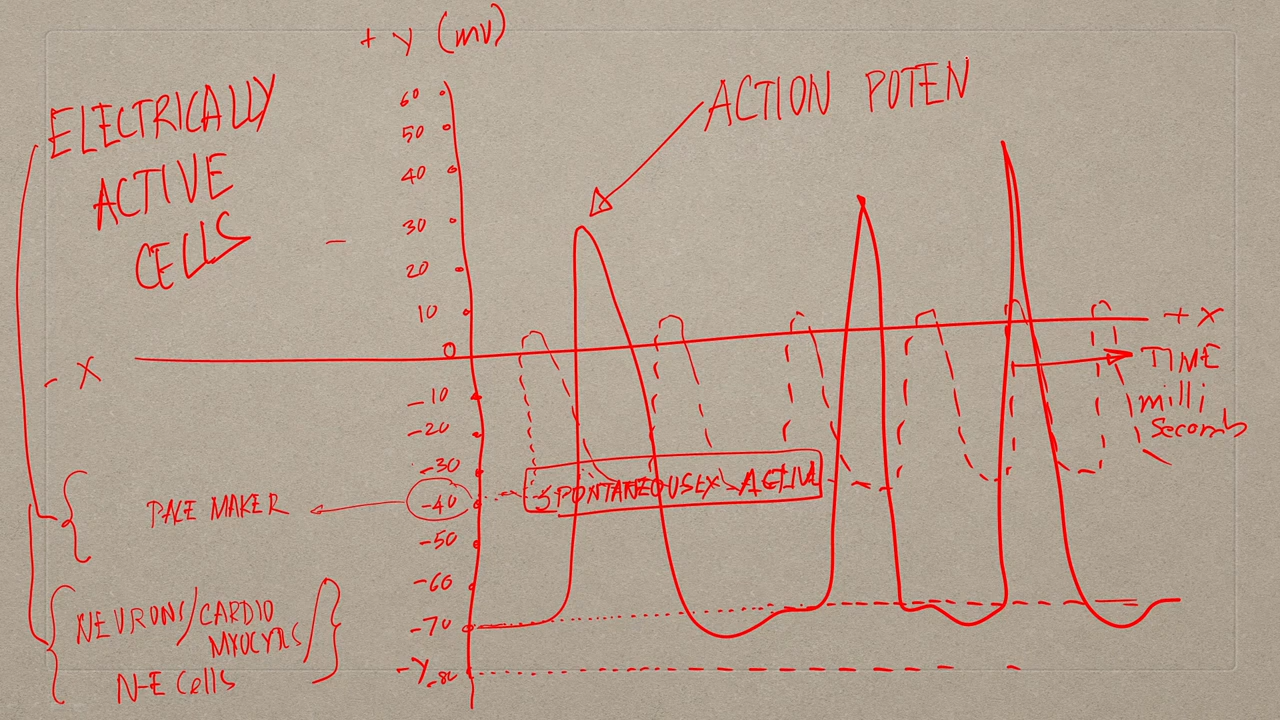 + y (mv)
ELECTRICALLY
ACTIVE
CELLS
ACTION POTEN
60
50
40
30
20
10
0
-10
-20
-30
-40
-50
-60
-70
-Y -80
- X
+ x
TIME
milli
Seconds
SPONTANEOUSLY ACTIVE
PACE MAKER
NEURONS/CARDIO
MYOCYTES/
N-E Cells